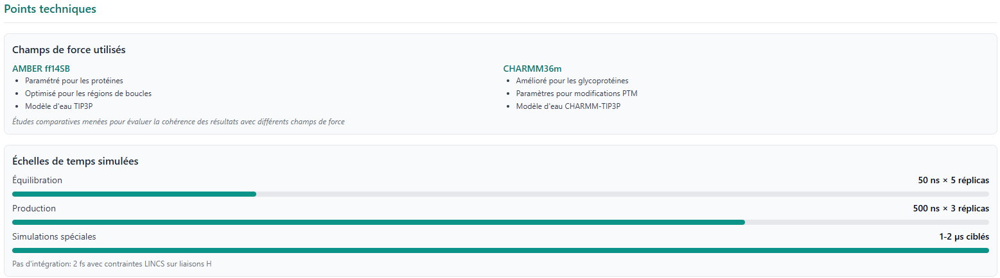 Points techniques
Champs de force utilisés
AMBER ff14SB
• Paramétré pour les protéines
• Optimisé pour les régions de boucles
• Modèle d'eau TIP3P
CHARMM36m
• Amélioré pour les glycoprotéines
• Paramètres pour modifications PTM
• Modèle d'eau CHARMM-TIP3P
Études comparatives menées pour évaluer la cohérence des résultats avec différents champs de force
Échelles de temps simulées
Équilibration 50 ns × 5 réplicas
Production 500 ns × 3 réplicas
Simulations spéciales 1-2 μs ciblés
Pas d'intégration: 2 fs avec contraintes LINCS sur liaisons H